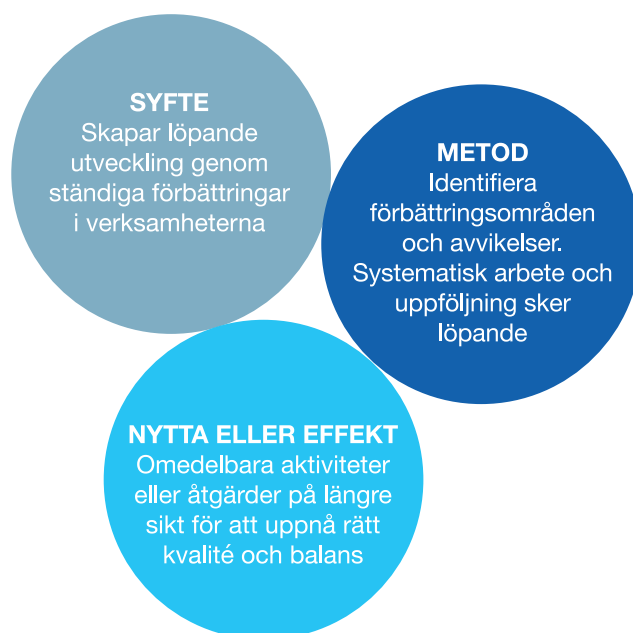 SYFTE
Skapar löpande
utveckling genom
ständiga förbättringar
i verksamheterna
METOD
Identifiera
förbättringsområden
och avvikelser.
Systematisk arbete och
uppföljning sker
löpande
NYTTA ELLER EFFEKT
Omedelbara aktiviteter
eller åtgärder på längre
sikt för att uppnå rätt
kvalité och balans